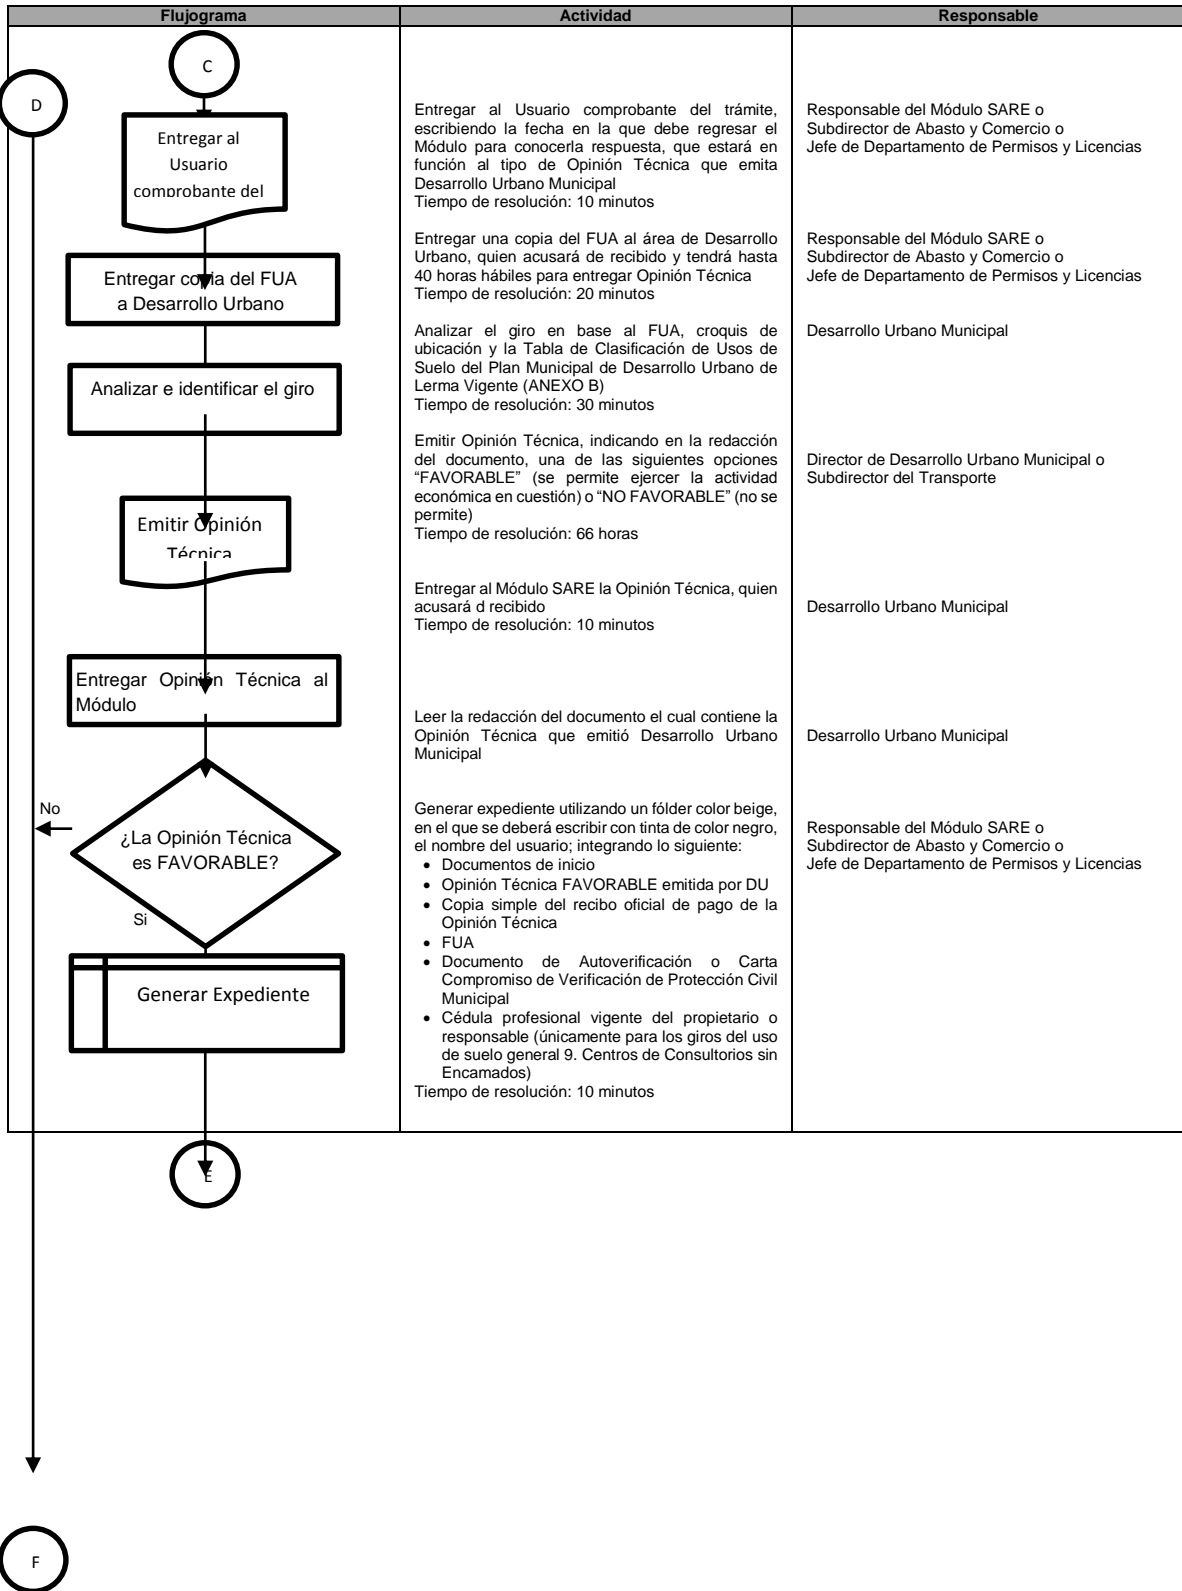 Flujograma
Actividad
Responsable
C
D
Entregar al
Usuario
comprobante del
Entregar copia del FUA
a Desarrollo Urbano
Analizar e identificar el giro
Emitir Opinión
Técnica
Entregar Opinión Técnica al
Módulo
¿La Opinión Técnica
es FAVORABLE?
No
Si
Generar Expediente
E
F
Entregar al Usuario comprobante del trámite,
escribiendo la fecha en la que debe regresar el
Módulo para conocerla respuesta, que estará en
función al tipo de Opinión Técnica que emita
Desarrollo Urbano Municipal
Tiempo de resolución: 10 minutos
Entregar una copia del FUA al área de Desarrollo
Urbano, quien acusará de recibido y tendrá hasta
40 horas hábiles para entregar Opinión Técnica
Tiempo de resolución: 20 minutos
Analizar el giro en base al FUA, croquis de
ubicación y la Tabla de Clasificación de Usos de
Suelo del Plan Municipal de Desarrollo Urbano de
Lerma Vigente (ANEXO B)
Tiempo de resolución: 30 minutos
Emitir Opinión Técnica, indicando en la redacción
del documento, una de las siguientes opciones
“FAVORABLE” (se permite ejercer la actividad
económica en cuestión) o “NO FAVORABLE” (no se
permite)
Tiempo de resolución: 66 horas
Entregar al Módulo SARE la Opinión Técnica, quien
acusará d recibido
Tiempo de resolución: 10 minutos
Leer la redacción del documento el cual contiene la
Opinión Técnica que emitió Desarrollo Urbano
Municipal
Generar expediente utilizando un fólder color beige,
en el que se deberá escribir con tinta de color negro,
el nombre del usuario; integrando lo siguiente:
• Documentos de inicio
• Opinión Técnica FAVORABLE emitida por DU
• Copia simple del recibo oficial de pago de la
Opinión Técnica
• FUA
• Documento de Autoverificación o Carta
Compromiso de Verificación de Protección Civil
Municipal
• Cédula profesional vigente del propietario o
responsable (únicamente para los giros del uso
de suelo general 9. Centros de Consultorios sin
Encamados)
Tiempo de resolución: 10 minutos
Responsable del Módulo SARE o
Subdirector de Abasto y Comercio o
Jefe de Departamento de Permisos y Licencias
Responsable del Módulo SARE o
Subdirector de Abasto y Comercio o
Jefe de Departamento de Permisos y Licencias
Desarrollo Urbano Municipal
Director de Desarrollo Urbano Municipal o
Subdirector del Transporte
Desarrollo Urbano Municipal
Desarrollo Urbano Municipal
Responsable del Módulo SARE o
Subdirector de Abasto y Comercio o
Jefe de Departamento de Permisos y Licencias